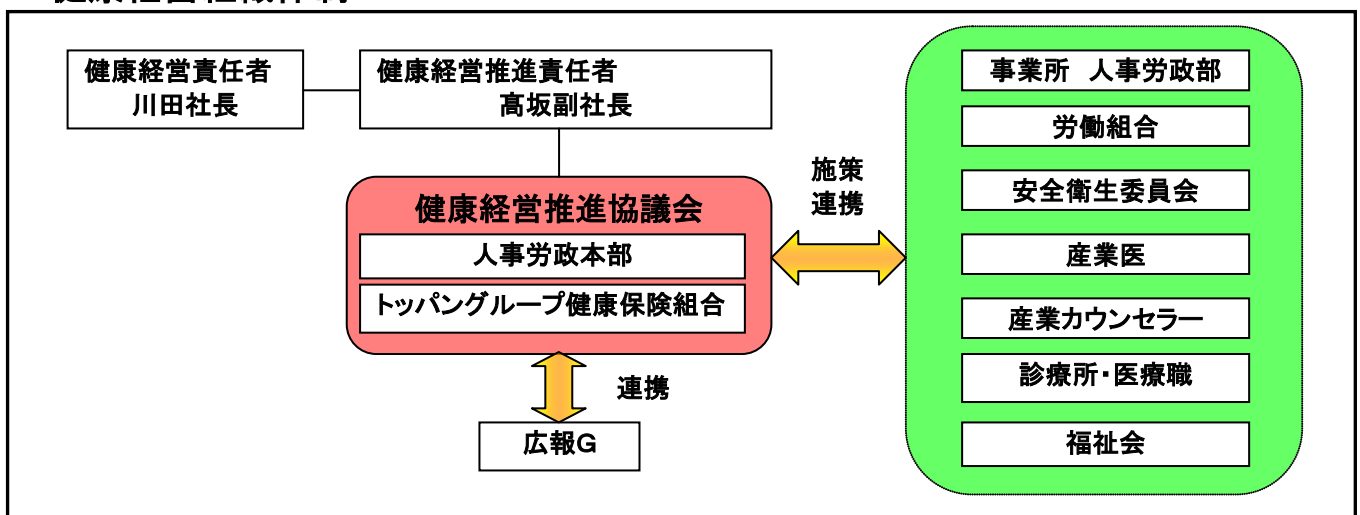 健康経営責任者
川田社長
健康経営推進責任者
髙坂副社長
健康経営推進協議会
人事労政本部
トッパングループ健康保険組合
施策
連携
連携
広報G
事業所 人事労政部
労働組合
安全衛生委員会
産業医
産業カウンセラー
診療所・医療職
福祉会